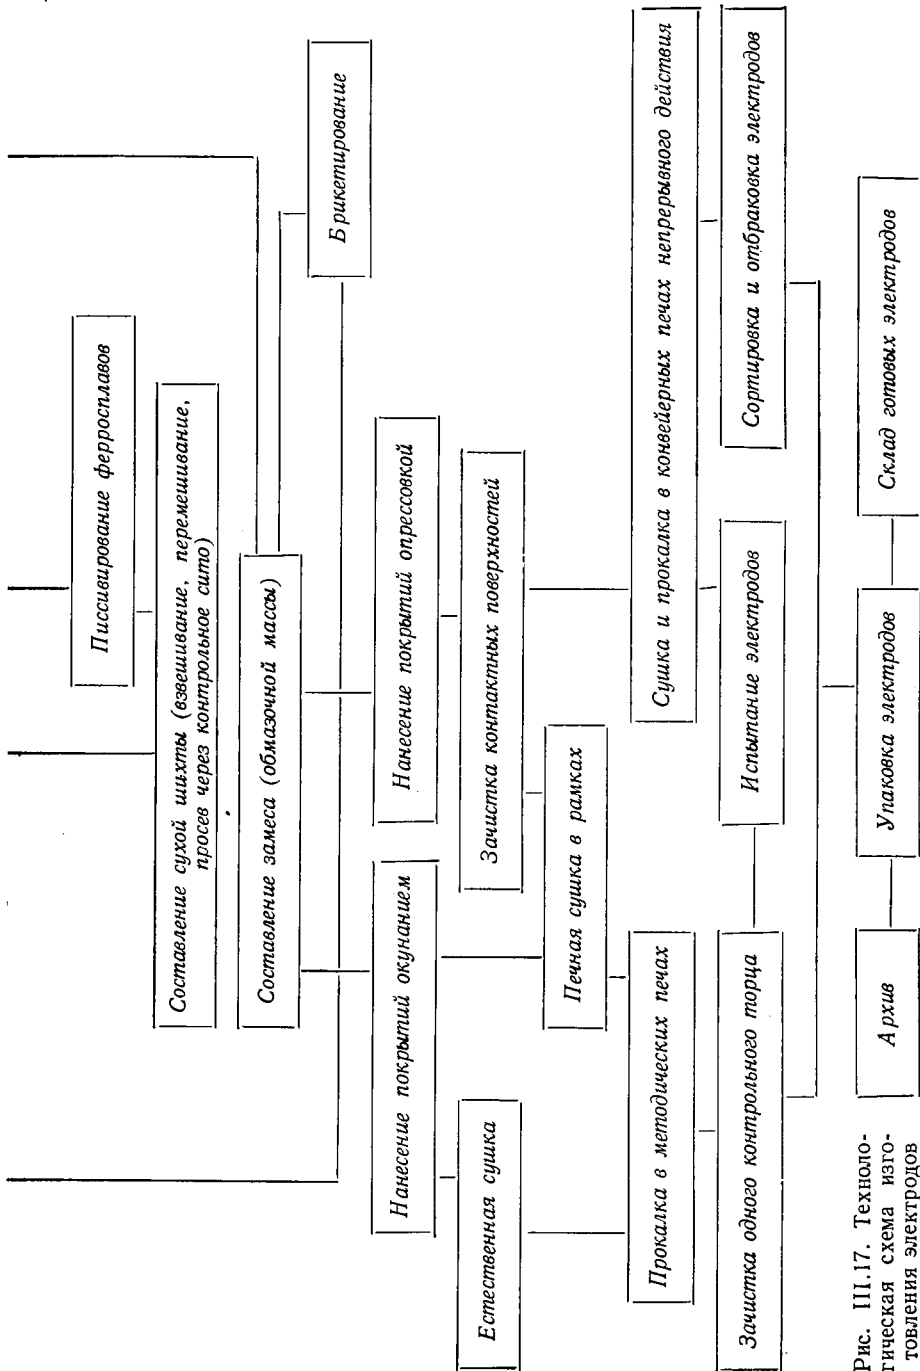 Писсивирование ферросплавов
Составление сухой шихты (взвешивание, перемешивание,
просев через контрольное сито)
Составление замеса (обмазочной массы)
Брикетирование
Нанесение покрытий окунанием
Нанесение покрытий опрессовкой
Естественная сушка
Зачистка контактных поверхностей
Печная сушка в рамках
Прокалка в методических печах
Сушка и прокалка в конвейерных печах непрерывного действия
Зачистка одного контрольного торца
Испытание электродов
Сортировка и отбраковка электродов
Архив
Упаковка электродов
Склад готовых электродов
Рис. III.17. Техноло-
гическая схема изго-
товления электродов